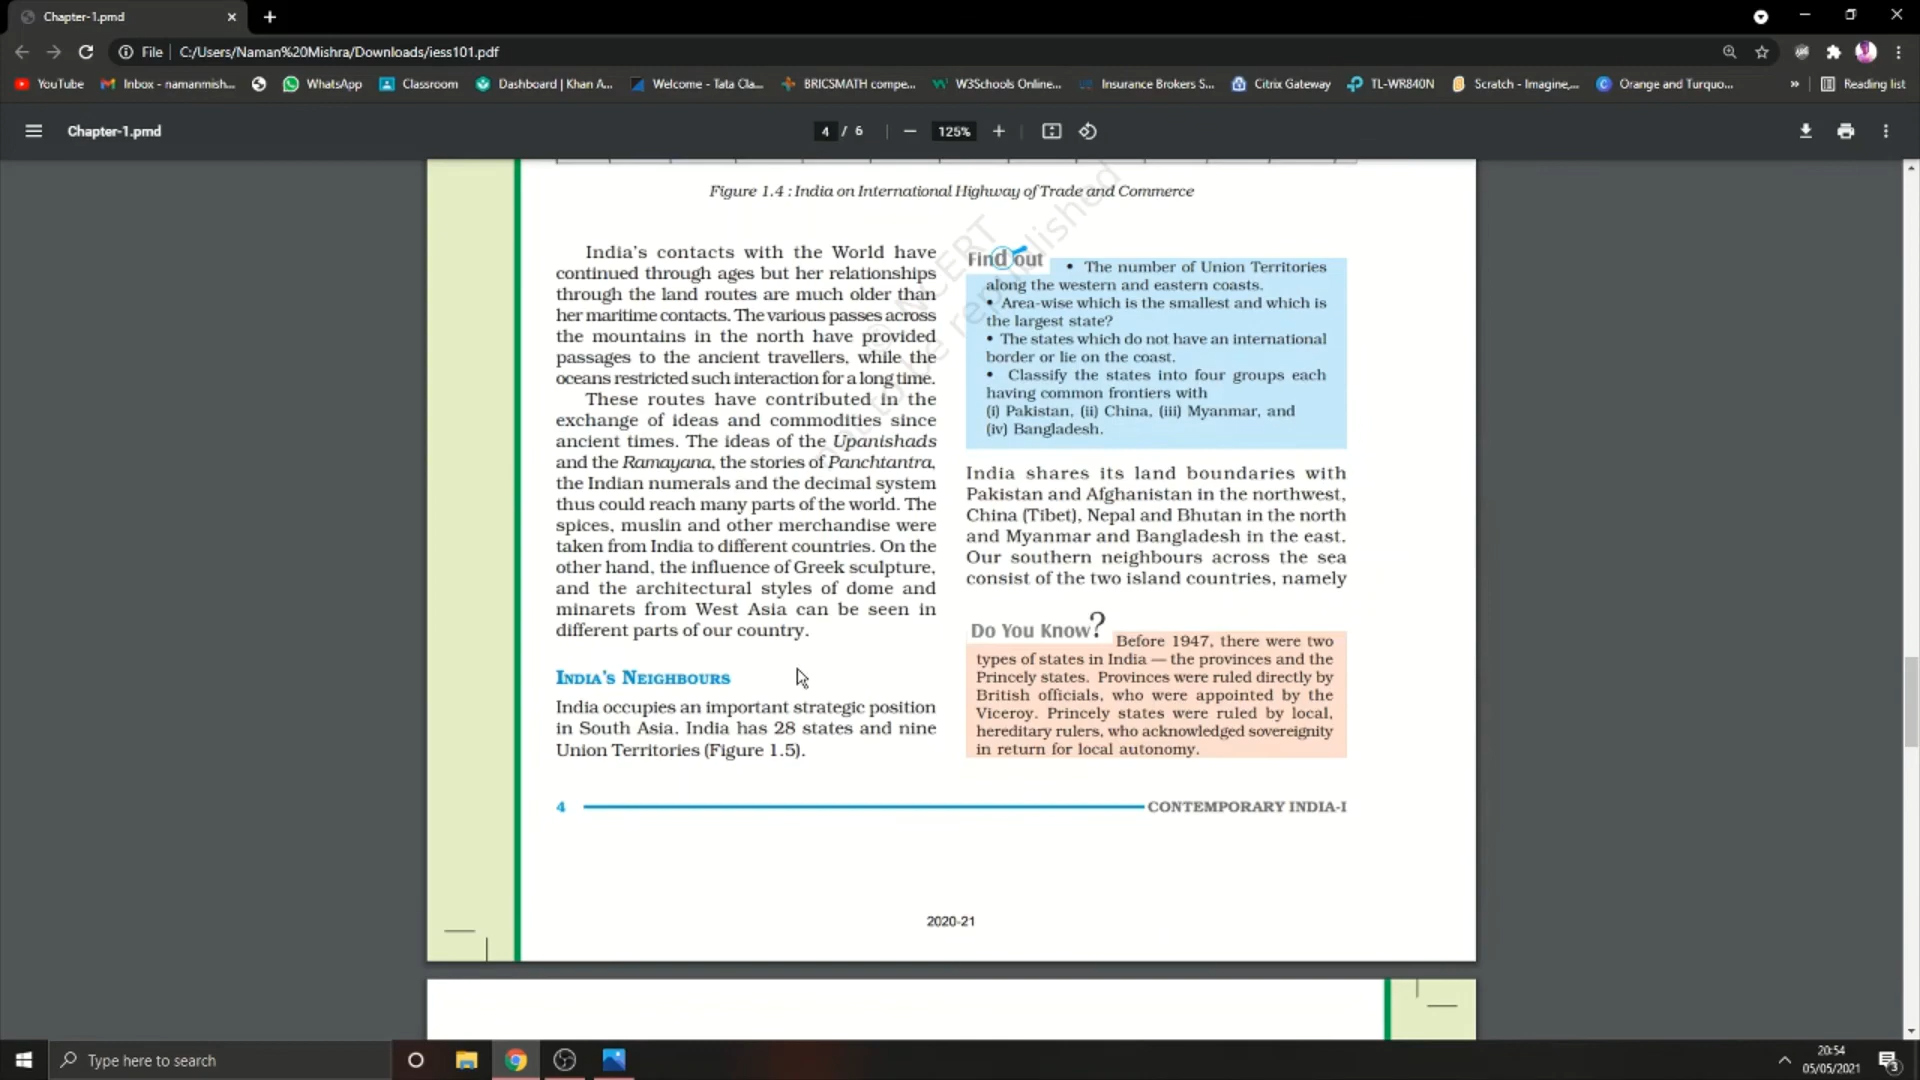 Chapter-1.pmd
File
C:/Users/Naman%20Mishra/Downloads/iess101.pdf
YouTube
Inbox - namanmish...
WhatsApp
Classroom
Dashboard | Khan A...
Welcome - Tata Cla...
BRICSMATH compe...
W3Schools Online...
Insurance Brokers S...
Citrix Gateway
TL-WR840N
Scratch - Imagine,...
Orange and Turquo...
»
Reading list
Chapter-1.pmd
4 / 6
125%
Figure 1.4 : India on International Highway of Trade and Commerce
© NCERT
not to be republished
India's contacts with the World have
continued through ages but her relationships
through the land routes are much older than
her maritime contacts. The various passes across
the mountains in the north have provided
passages to the ancient travellers, while the
oceans restricted such interaction for a long time.
These routes have contributed in the
exchange of ideas and commodities since
ancient times. The ideas of the Upanishads
and the Ramayana, the stories of Panchtantra,
the Indian numerals and the decimal system
thus could reach many parts of the world. The
spices, muslin and other merchandise were
taken from India to different countries. On the
other hand, the influence of Greek sculpture,
and the architectural styles of dome and
minarets from West Asia can be seen in
different parts of our country.
INDIA'S NEIGHBOURS
India occupies an important strategic position
in South Asia. India has 28 states and nine
Union Territories (Figure 1.5).
Find out
• The number of Union Territories
along the western and eastern coasts.
• Area-wise which is the smallest and which is
the largest state?
• The states which do not have an international
border or lie on the coast.
• Classify the states into four groups each
having common frontiers with
(i) Pakistan, (ii) China, (iii) Myanmar, and
(iv) Bangladesh.
India shares its land boundaries with
Pakistan and Afghanistan in the northwest,
China (Tibet), Nepal and Bhutan in the north
and Myanmar and Bangladesh in the east.
Our southern neighbours across the sea
consist of the two island countries, namely
Do You Know?
Before 1947, there were two
types of states in India — the provinces and the
Princely states. Provinces were ruled directly by
British officials, who were appointed by the
Viceroy. Princely states were ruled by local,
hereditary rulers, who acknowledged sovereignity
in return for local autonomy.
4
CONTEMPORARY INDIA-I
2020-21
Type here to search
20:54
05/05/2021
3